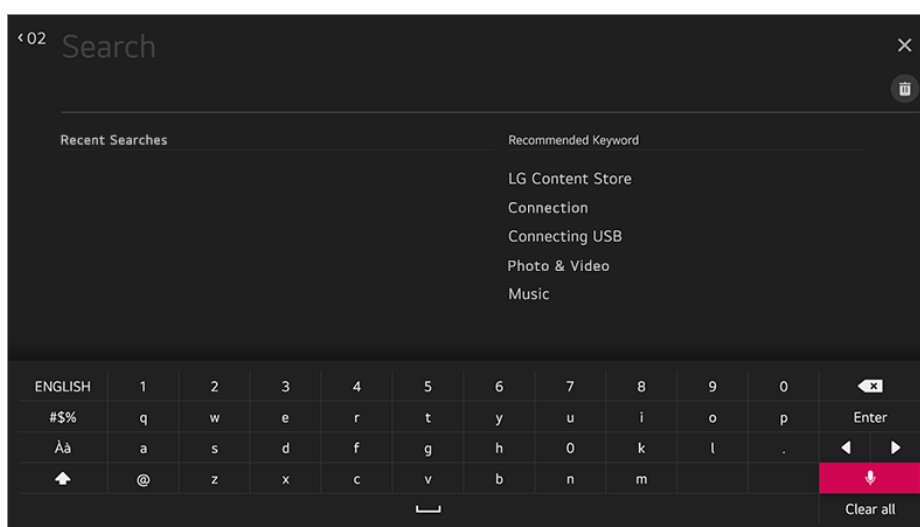 ‹02 Search
Recent Searches
Recommended Keyword
LG Content Store
Connection
Connecting USB
Photo & Video
Music
ENGLISH 1 2 3 4 5 6 7 8 9 0
#$% q w e r t y u i o p Enter
Àà a s d f g h 0 k l .
@ z x c v b n m
Clear all